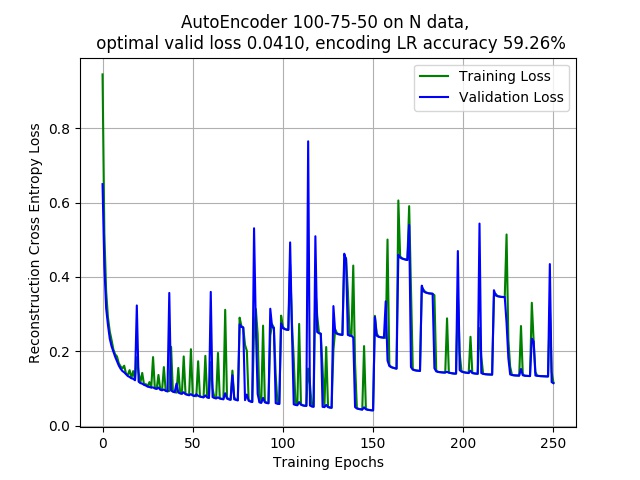 AutoEncoder 100-75-50 on N data,
optimal valid loss 0.0410, encoding LR accuracy 59.26%
Training Loss
Validation Loss
Reconstruction Cross Entropy Loss
0.8
0.6
0.4
0.2
0.0
0 50 100 150 200 250
Training Epochs